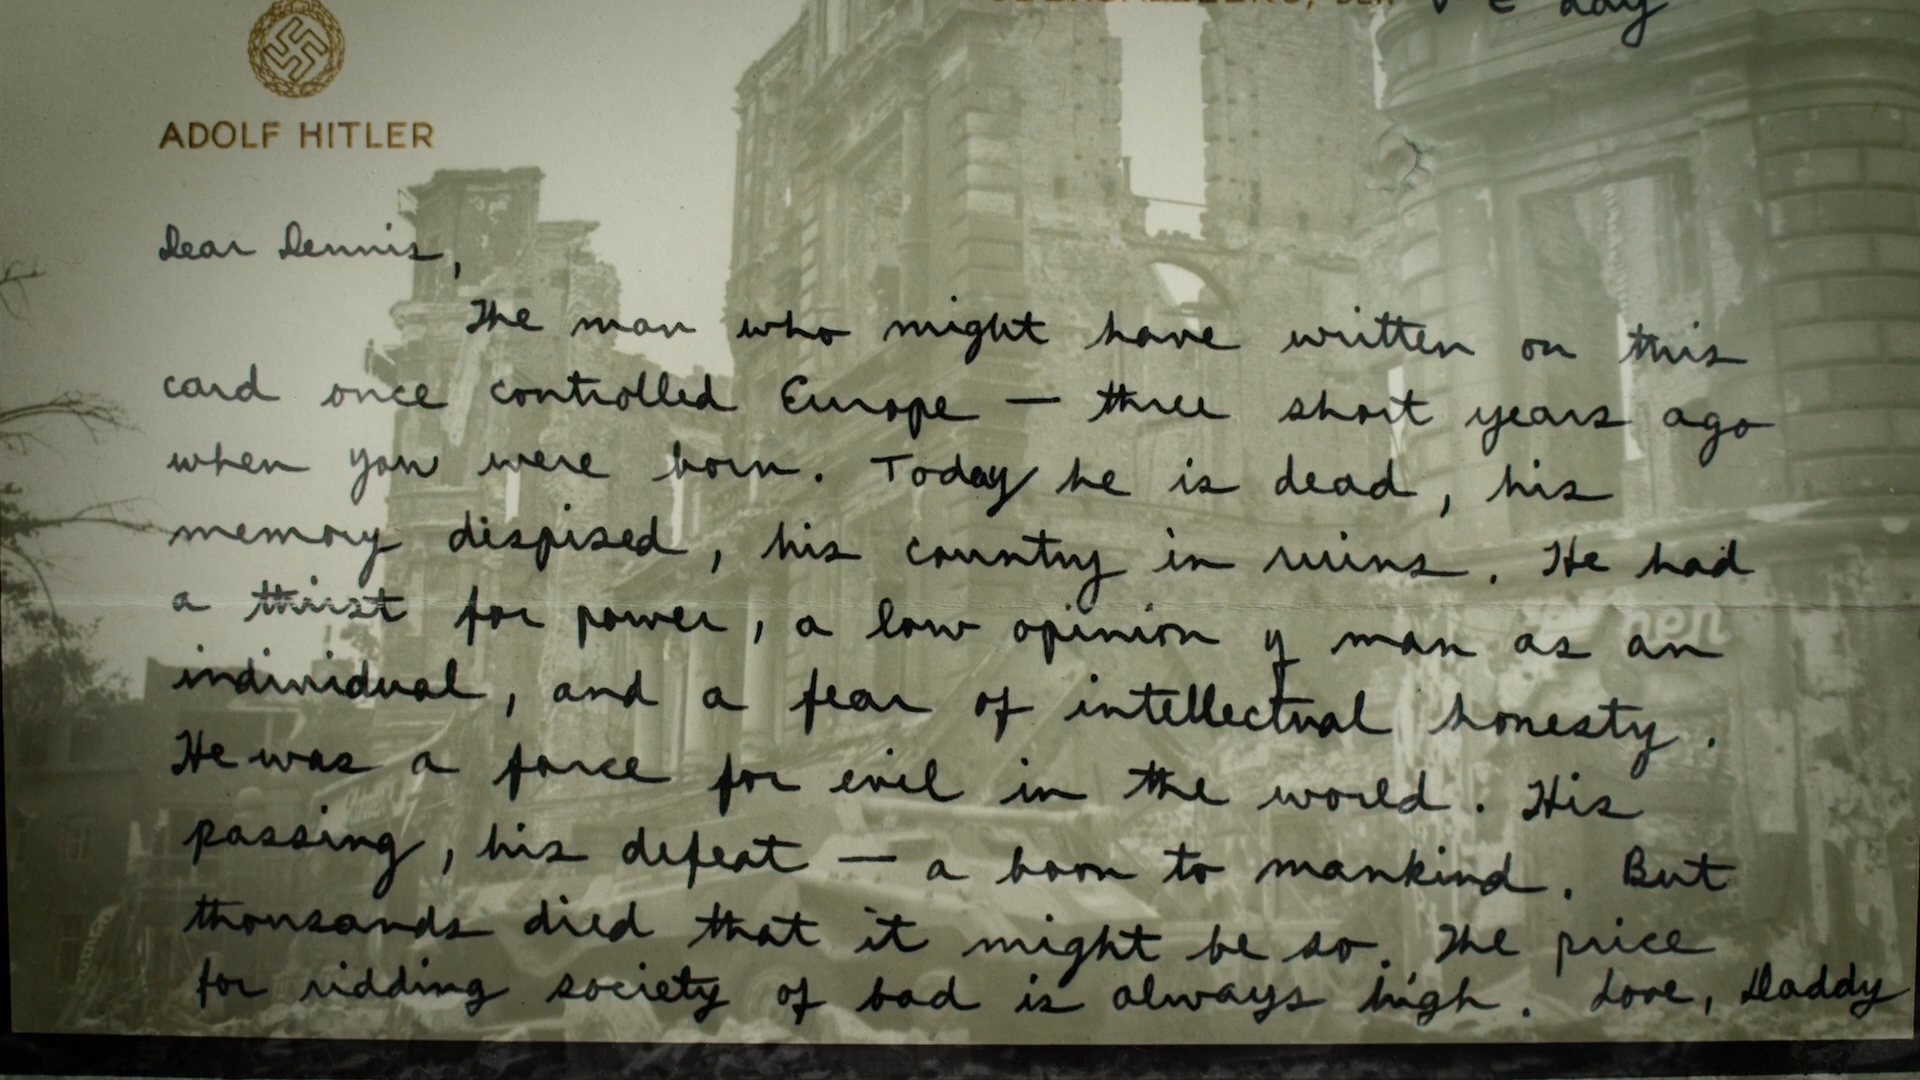 OBERSALZBERG, DEN V-E day
ADOLF HITLER
Dear Dennis,
The man who might have written on this
card once controlled Europe — three short years ago
when you were born. Today he is dead, his
memory dispised, his country in ruins. He had
a thirst for power, a low opinion of man as an
individual, and a fear of intellectual honesty.
He was a force for evil in the world. His
passing, his defeat — a boon to mankind. But
thousands died that it might be so. The price
for ridding society of bad is always high. Love, Daddy